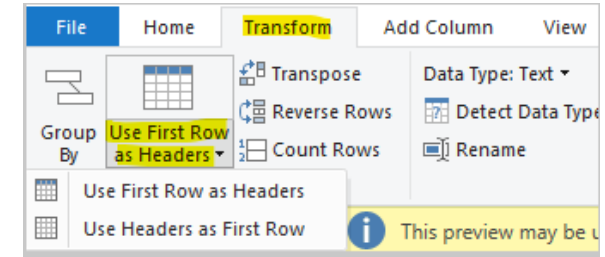 File Home Transform Add Column View
Transpose Data Type: Text
Reverse Rows Detect Data Type
Group Use First Row
By as Headers Count Rows Rename
Use First Row as Headers
Use Headers as First Row
This preview may be u